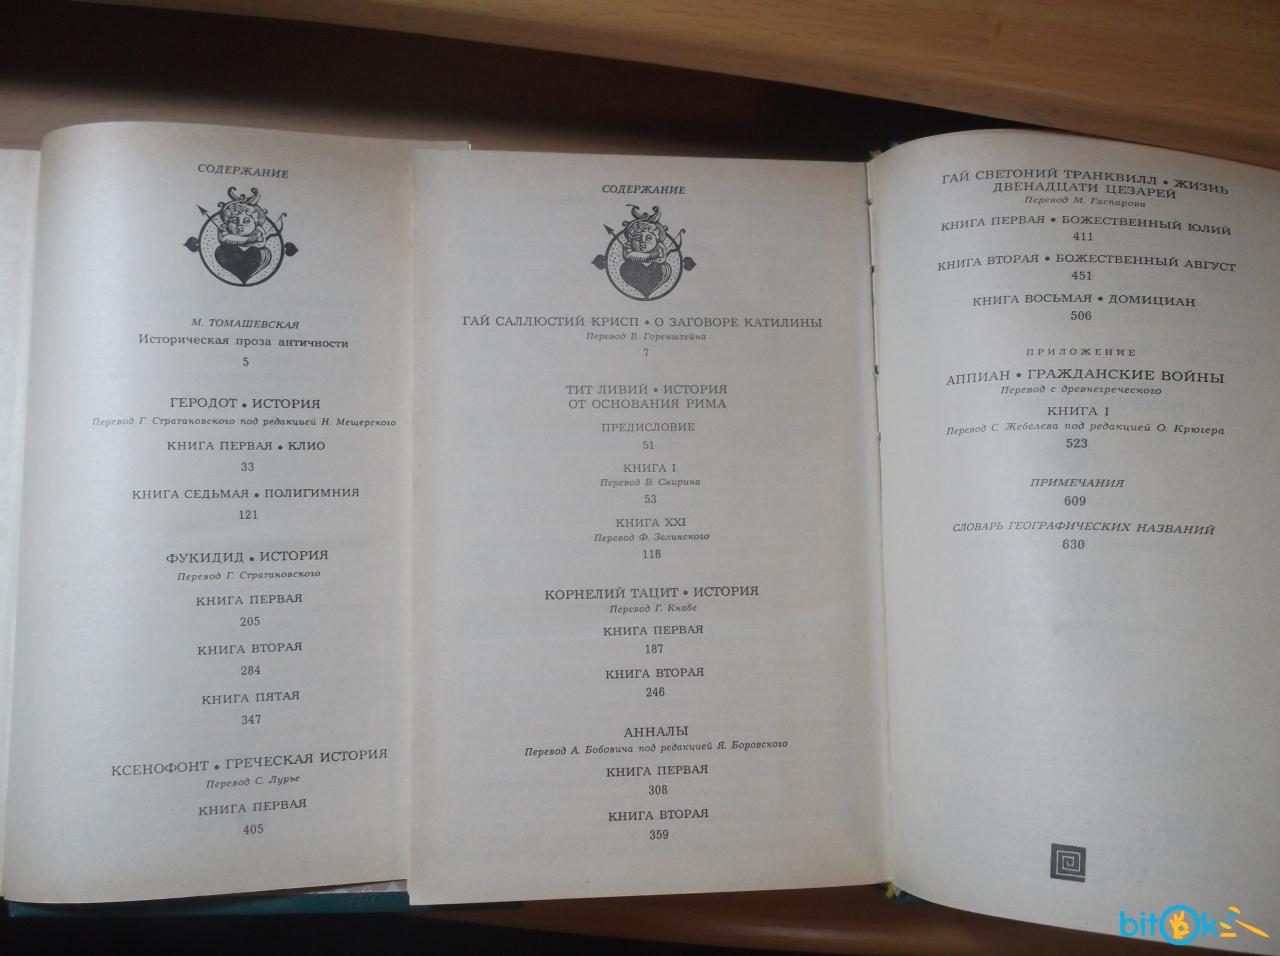 СОДЕРЖАНИЕ
М. ТОМАШЕВСКАЯ
Историческая проза античности
5
ГЕРОДОТ • ИСТОРИЯ
Перевод Г. Стратановского под редакцией Н. Мещерского
КНИГА ПЕРВАЯ • КЛИО
33
КНИГА СЕДЬМАЯ • ПОЛИГИМНИЯ
121
ФУКИДИД • ИСТОРИЯ
Перевод Г. Стратановского
КНИГА ПЕРВАЯ
205
КНИГА ВТОРАЯ
284
КНИГА ПЯТАЯ
347
КСЕНОФОНТ • ГРЕЧЕСКАЯ ИСТОРИЯ
Перевод С. Лурье
КНИГА ПЕРВАЯ
405
СОДЕРЖАНИЕ
ГАЙ САЛЛЮСТИЙ КРИСП • О ЗАГОВОРЕ КАТИЛИНЫ
Перевод В. Горенштейна
7
ТИТ ЛИВИЙ • ИСТОРИЯ
ОТ ОСНОВАНИЯ РИМА
ПРЕДИСЛОВИЕ
51
КНИГА I
Перевод В. Смирина
53
КНИГА XXI
Перевод Ф. Зелинского
118
КОРНЕЛИЙ ТАЦИТ • ИСТОРИЯ
Перевод Г. Кнабе
КНИГА ПЕРВАЯ
187
КНИГА ВТОРАЯ
246
АННАЛЫ
Перевод А. Бобовича под редакцией Я. Боровского
КНИГА ПЕРВАЯ
308
КНИГА ВТОРАЯ
359
ГАЙ СВЕТОНИЙ ТРАНКВИЛЛ • ЖИЗНЬ
ДВЕНАДЦАТИ ЦЕЗАРЕЙ
Перевод М. Гаспарова
КНИГА ПЕРВАЯ • БОЖЕСТВЕННЫЙ ЮЛИЙ
411
КНИГА ВТОРАЯ • БОЖЕСТВЕННЫЙ АВГУСТ
451
КНИГА ВОСЬМАЯ • ДОМИЦИАН
506
ПРИЛОЖЕНИЕ
АППИАН • ГРАЖДАНСКИЕ ВОЙНЫ
Перевод с древнегреческого
КНИГА I
Перевод С. Жебелева под редакцией О. Крюгера
523
ПРИМЕЧАНИЯ
609
СЛОВАРЬ ГЕОГРАФИЧЕСКИХ НАЗВАНИЙ
630
bitOk